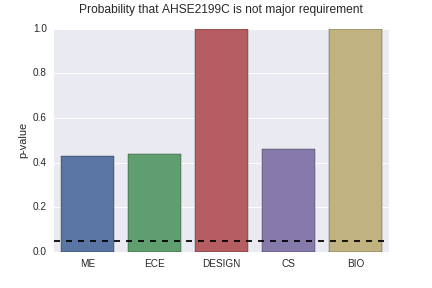 Probability that AHSE2199C is not major requirement
1.0
0.8
0.6
0.4
0.2
0.0
p-value
ME ECE DESIGN CS BIO